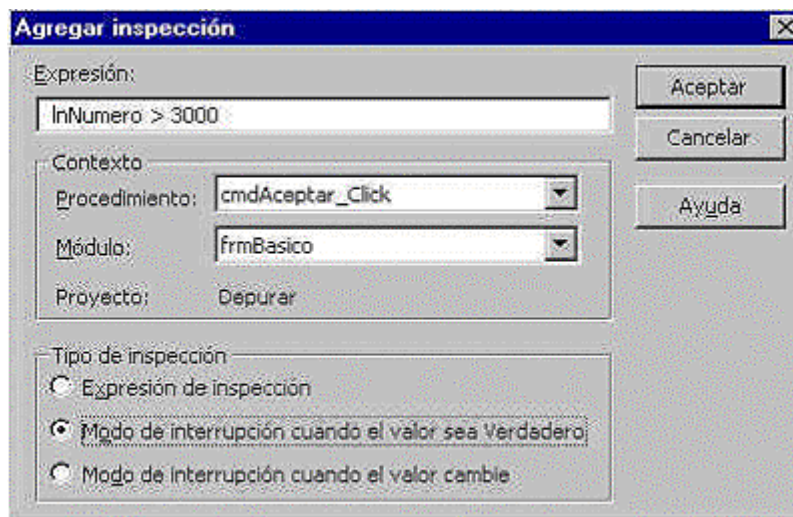 Agregar inspección
Expresión:
lnNumero > 3000
Aceptar
Cancelar
Ayuda
Contexto
Procedimiento: cmdAceptar_Click
Módulo: frmBasico
Proyecto: Depurar
Tipo de inspección
Expresión de inspección
Modo de interrupción cuando el valor sea Verdadero
Modo de interrupción cuando el valor cambie